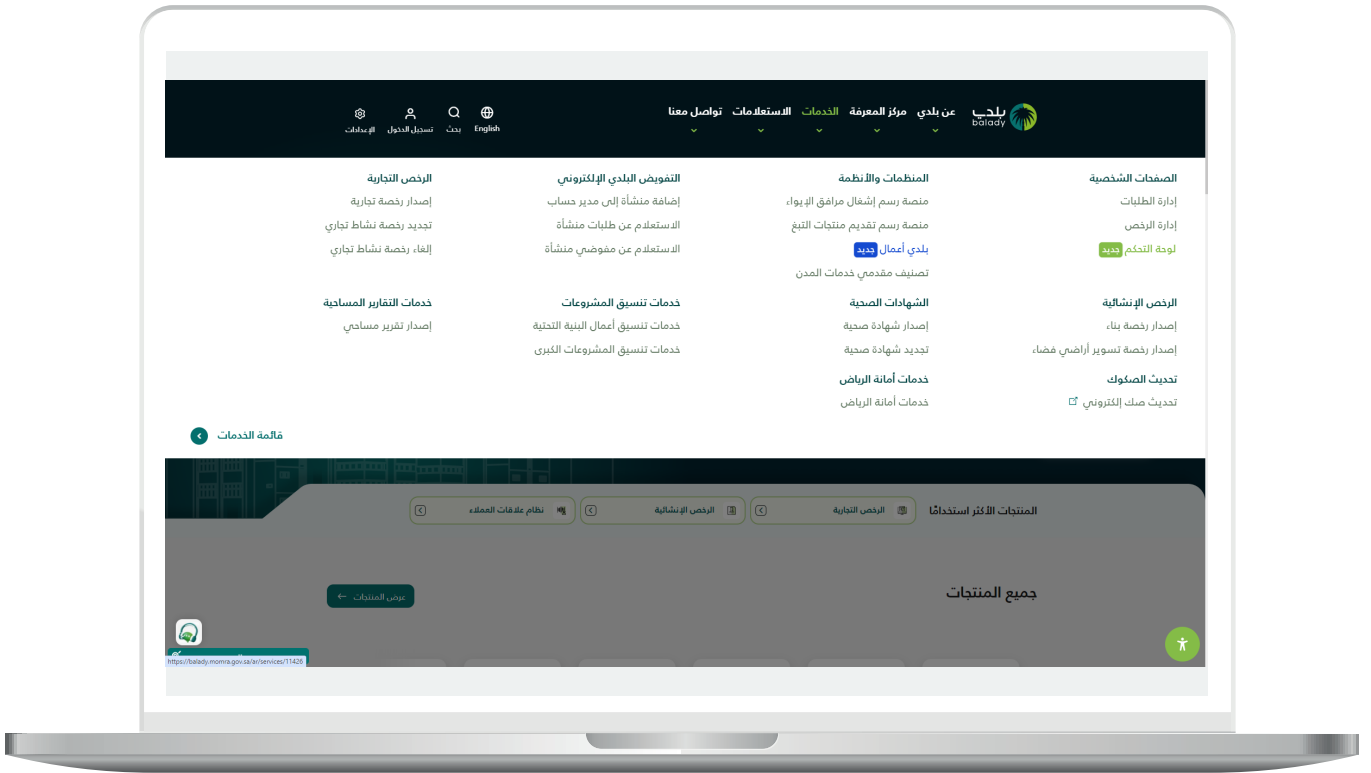 بلدي
balady
عن بلدي
مركز المعرفة
الخدمات
الاستعلامات
تواصل معنا
English
بحث
تسجيل الدخول
الإعدادات
الصفحات الشخصية
إدارة الطلبات
إدارة الرخص
لوحة التحكم جديد
المنظمات والأنظمة
منصة رسم إشغال مرافق الإيواء
منصة رسم تقديم منتجات التبغ
بلدي أعمال جديد
تصنيف مقدمي خدمات المدن
التفويض البلدي الإلكتروني
إضافة منشأة إلى مدير حساب
الاستعلام عن طلبات منشأة
الاستعلام عن مفوضي منشأة
الرخص التجارية
إصدار رخصة تجارية
تجديد رخصة نشاط تجاري
إلغاء رخصة نشاط تجاري
الرخص الإنشائية
إصدار رخصة بناء
إصدار رخصة تسوير أراضي فضاء
الشهادات الصحية
إصدار شهادة صحية
تجديد شهادة صحية
خدمات تنسيق المشروعات
خدمات تنسيق أعمال البنية التحتية
خدمات تنسيق المشروعات الكبرى
خدمات التقارير المساحية
إصدار تقرير مساحي
تحديث الصكوك
تحديث صك إلكتروني
خدمات أمانة الرياض
خدمات أمانة الرياض
قائمة الخدمات
المنتجات الأكثر استخدامًا
الرخص التجارية
الرخص الإنشائية
نظام علاقات العملاء
جميع المنتجات
عرض المنتجات
https://balady.momra.gov.sa/ar/services/11426